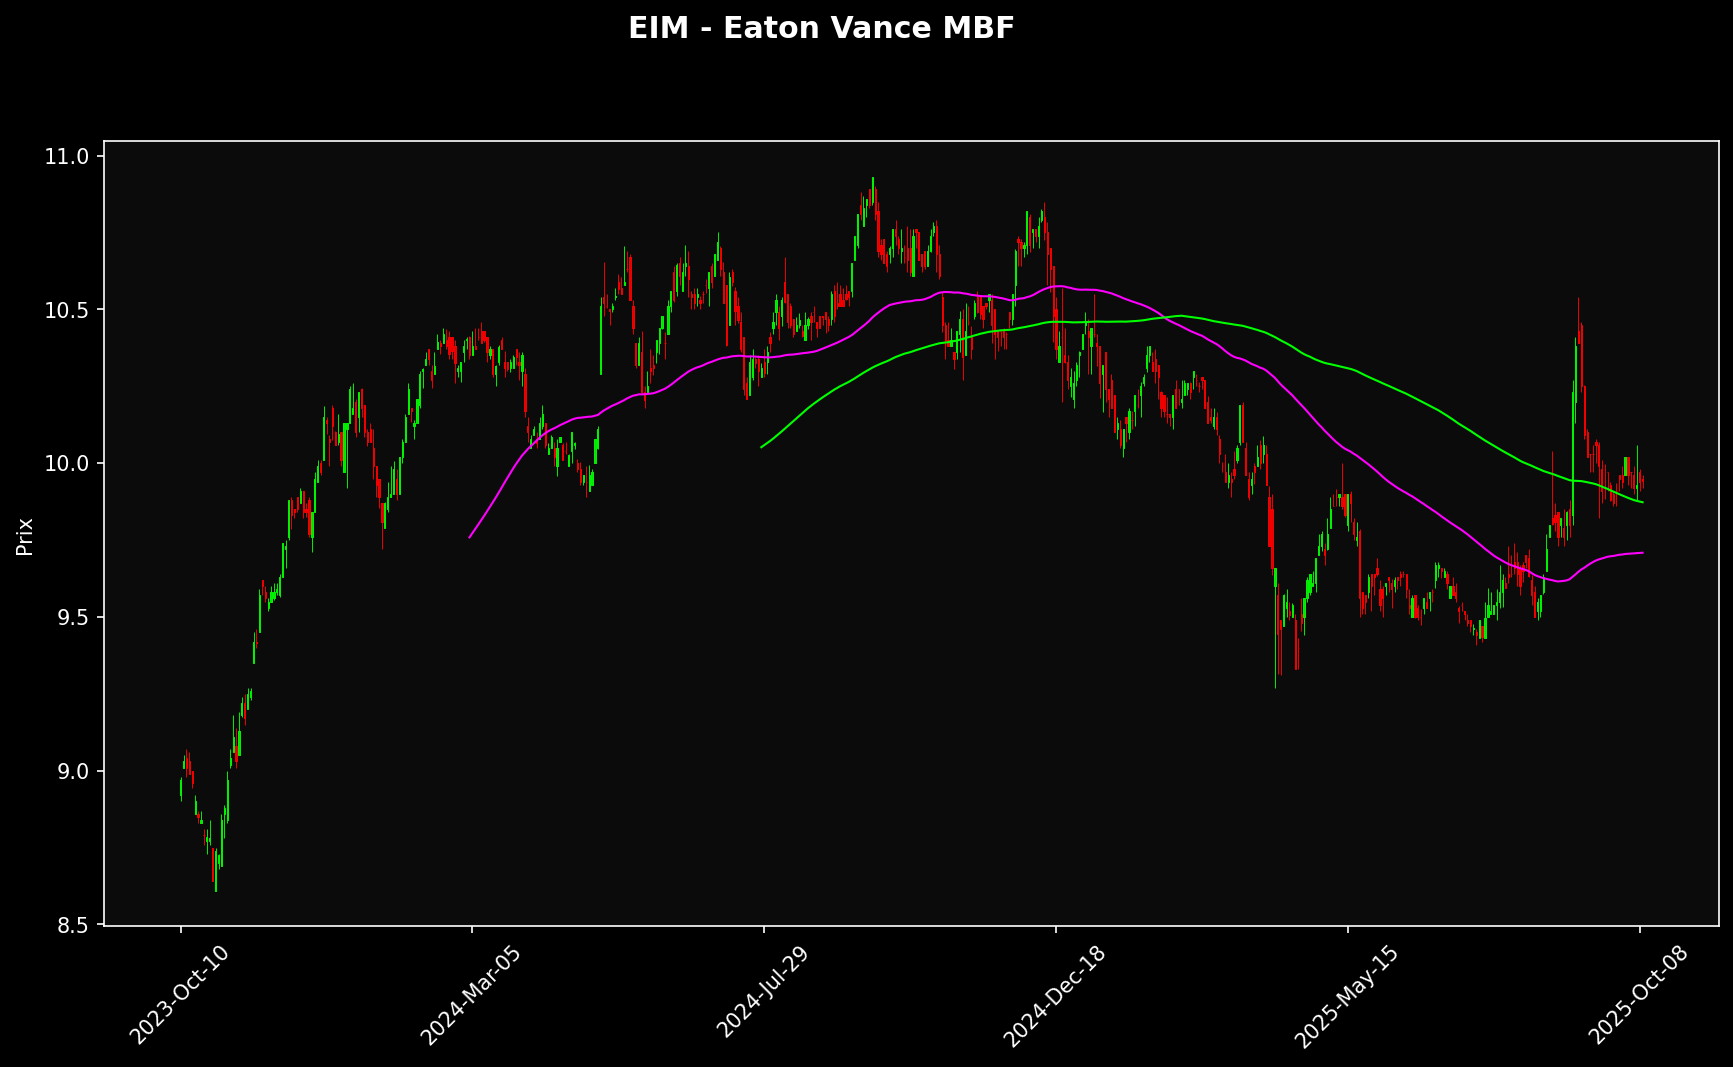 EIM - Eaton Vance MBF
Prix
11.0
10.5
10.0
9.5
9.0
8.5
2023-Oct-10
2024-Mar-05
2024-Jul-29
2024-Dec-18
2025-May-15
2025-Oct-08